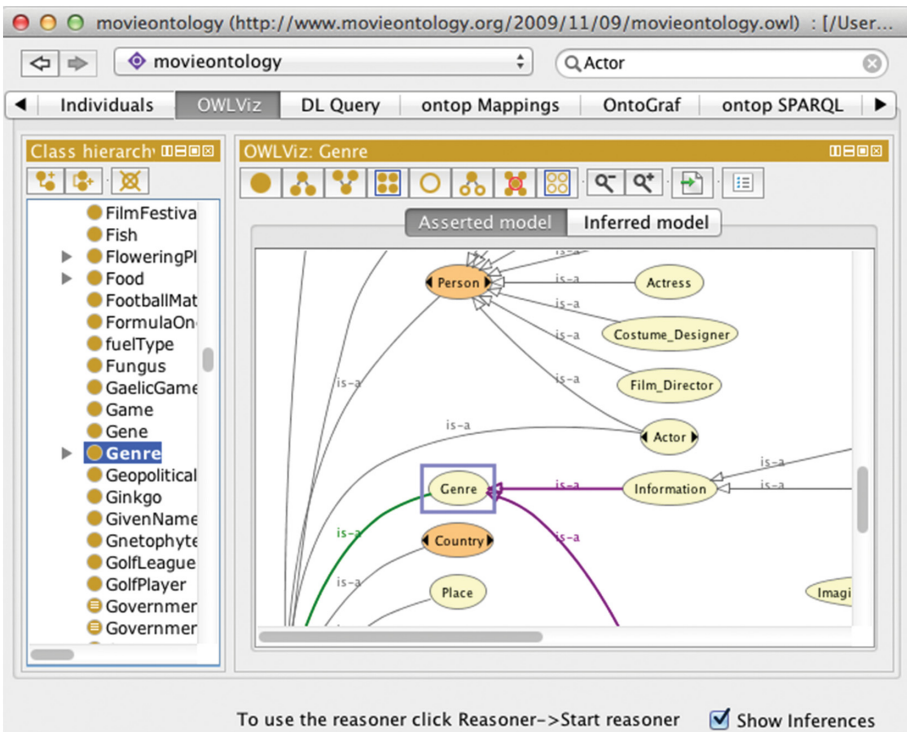 movieontology (http://www.movieontology.org/2009/11/09/movieontology.owl) : [/User...
movieontology
Actor
Individuals OWLViz DL Query ontop Mappings OntoGraf ontop SPARQL
Class hierarch
FilmFestiva
Fish
FloweringPl
Food
FootballMat
FormulaOn
fuelType
Fungus
GaelicGame
Game
Gene
Genre
Geopolitical
Ginkgo
GivenName
Gnetophyte
GolfLeague
GolfPlayer
Governmer
Governmer
OWLViz: Genre
Asserted model Inferred model
is-a
Person is-a Actress
is-a
Costume_Designer
is-a
is-a is-a Film_Director
is-a
Actor
is-a
Genre is-a Information is-a
is-a is-a
Country
is-a
Place Imagi
To use the reasoner click Reasoner->Start reasoner Show Inferences